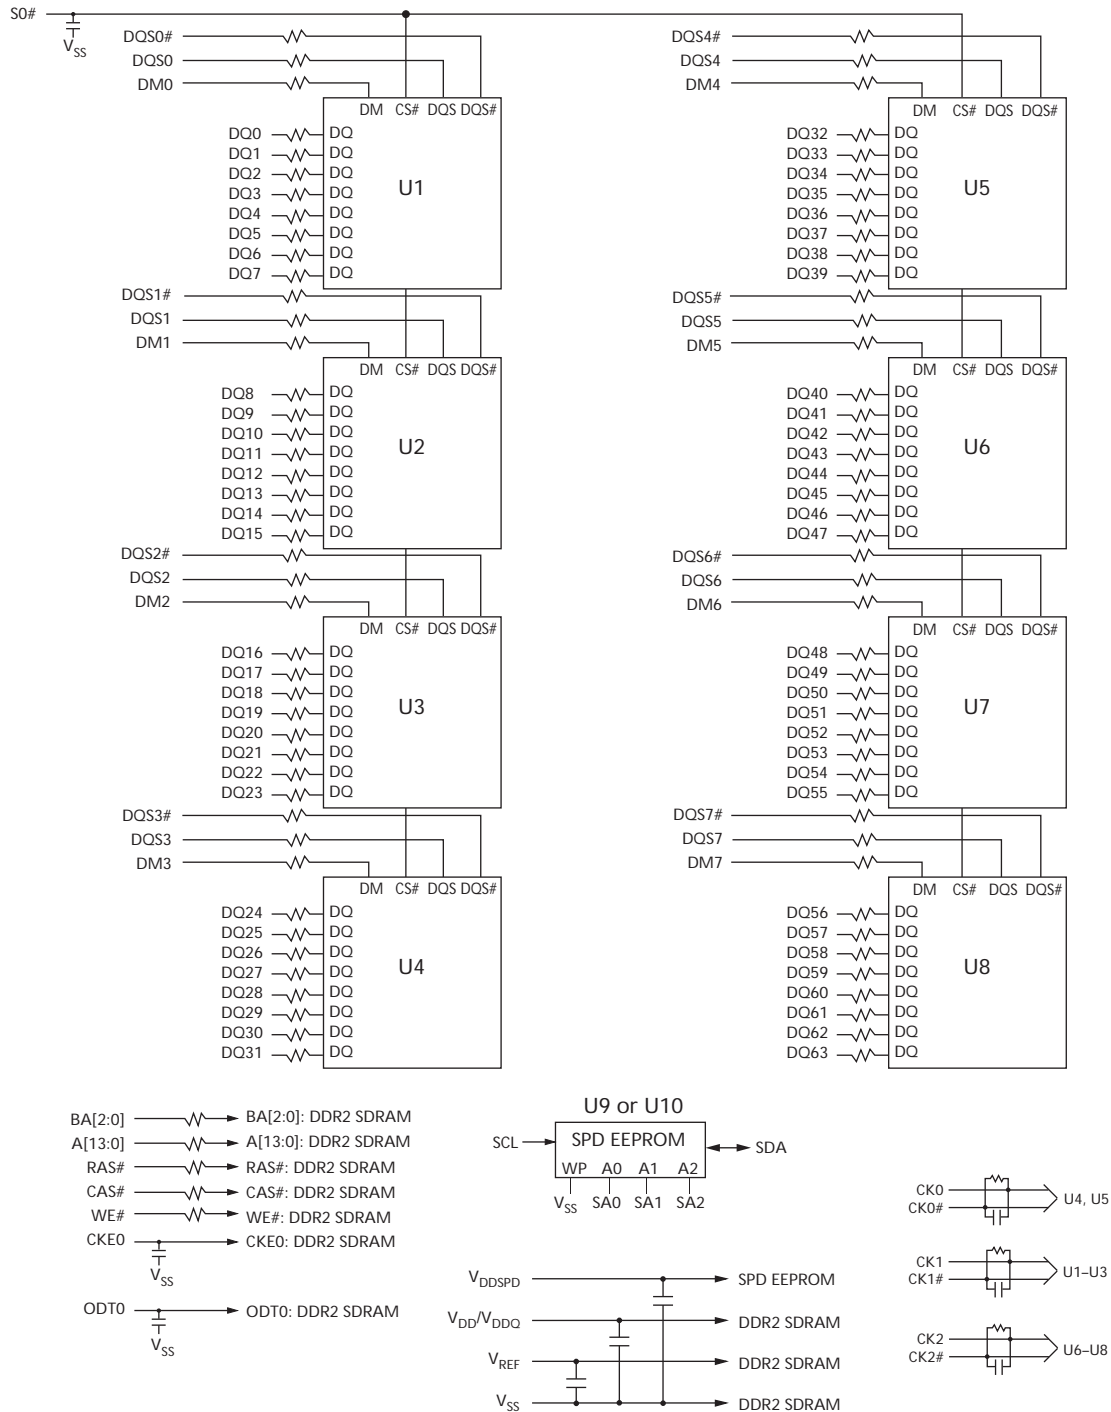 S0#
VSS
DQS0#
DQS0
DM0
DM CS# DQS DQS#
DQ0 DQ
DQ1 DQ
DQ2 DQ
DQ3 DQ
DQ4 DQ
DQ5 DQ
DQ6 DQ
DQ7 DQ
U1
DQS1#
DQS1
DM1
DM CS# DQS DQS#
DQ8 DQ
DQ9 DQ
DQ10 DQ
DQ11 DQ
DQ12 DQ
DQ13 DQ
DQ14 DQ
DQ15 DQ
U2
DQS2#
DQS2
DM2
DM CS# DQS DQS#
DQ16 DQ
DQ17 DQ
DQ18 DQ
DQ19 DQ
DQ20 DQ
DQ21 DQ
DQ22 DQ
DQ23 DQ
U3
DQS3#
DQS3
DM3
DM CS# DQS DQS#
DQ24 DQ
DQ25 DQ
DQ26 DQ
DQ27 DQ
DQ28 DQ
DQ29 DQ
DQ30 DQ
DQ31 DQ
U4
DQS4#
DQS4
DM4
DM CS# DQS DQS#
DQ32 DQ
DQ33 DQ
DQ34 DQ
DQ35 DQ
DQ36 DQ
DQ37 DQ
DQ38 DQ
DQ39 DQ
U5
DQS5#
DQS5
DM5
DM CS# DQS DQS#
DQ40 DQ
DQ41 DQ
DQ42 DQ
DQ43 DQ
DQ44 DQ
DQ45 DQ
DQ46 DQ
DQ47 DQ
U6
DQS6#
DQS6
DM6
DM CS# DQS DQS#
DQ48 DQ
DQ49 DQ
DQ50 DQ
DQ51 DQ
DQ52 DQ
DQ53 DQ
DQ54 DQ
DQ55 DQ
U7
DQS7#
DQS7
DM7
DM CS# DQS DQS#
DQ56 DQ
DQ57 DQ
DQ58 DQ
DQ59 DQ
DQ60 DQ
DQ61 DQ
DQ62 DQ
DQ63 DQ
U8
BA[2:0] BA[2:0]: DDR2 SDRAM
A[13:0] A[13:0]: DDR2 SDRAM
RAS# RAS#: DDR2 SDRAM
CAS# CAS#: DDR2 SDRAM
WE# WE#: DDR2 SDRAM
CKE0 CKE0: DDR2 SDRAM
VSS
ODT0 ODT0: DDR2 SDRAM
VSS
U9 or U10
SCL SPD EEPROM SDA
WP A0 A1 A2
VSS SA0 SA1 SA2
VDDSPD SPD EEPROM
VDD/VDDQ DDR2 SDRAM
VREF DDR2 SDRAM
VSS DDR2 SDRAM
CK0
CK0#
U4, U5
CK1
CK1#
U1–U3
CK2
CK2#
U6–U8